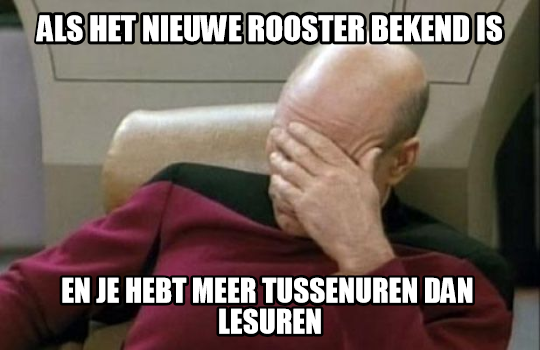 ALS HET NIEUWE ROOSTER BEKEND IS
EN JE HEBT MEER TUSSENUREN DAN
LESUREN